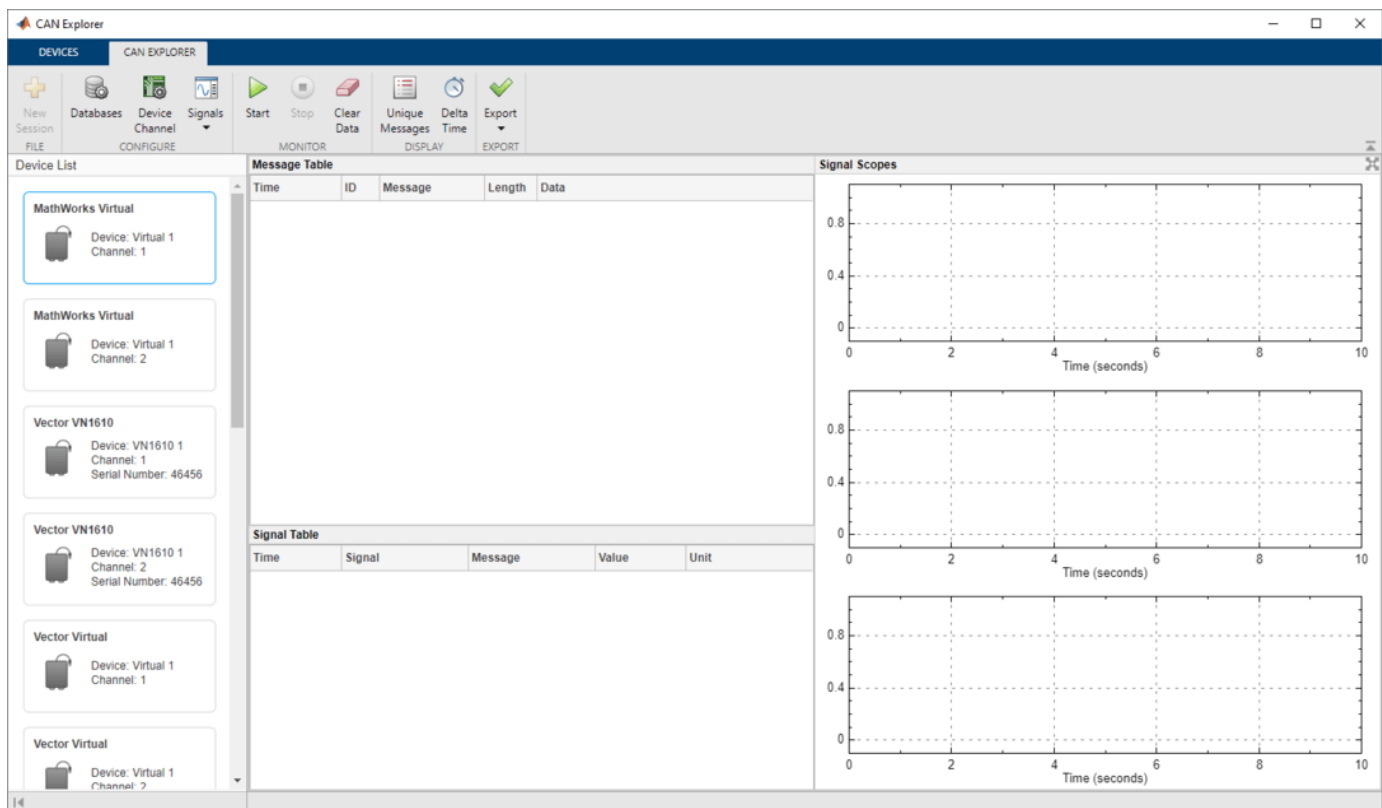 CAN Explorer
DEVICES CAN EXPLORER
New Session Databases Device Channel Signals Start Stop Clear Data Unique Messages Delta Time Export
FILE CONFIGURE MONITOR DISPLAY EXPORT
Device List
MathWorks Virtual
Device: Virtual 1
Channel: 1
MathWorks Virtual
Device: Virtual 1
Channel: 2
Vector VN1610
Device: VN1610 1
Channel: 1
Serial Number: 46456
Vector VN1610
Device: VN1610 1
Channel: 2
Serial Number: 46456
Vector Virtual
Device: Virtual 1
Channel: 1
Vector Virtual
Device: Virtual 1
Channel: 2
Message Table
Time ID Message Length Data
Signal Table
Time Signal Message Value Unit
Signal Scopes
0.8
0.4
0
0 2 4 6 8 10
Time (seconds)
0.8
0.4
0
0 2 4 6 8 10
Time (seconds)
0.8
0.4
0
0 2 4 6 8 10
Time (seconds)